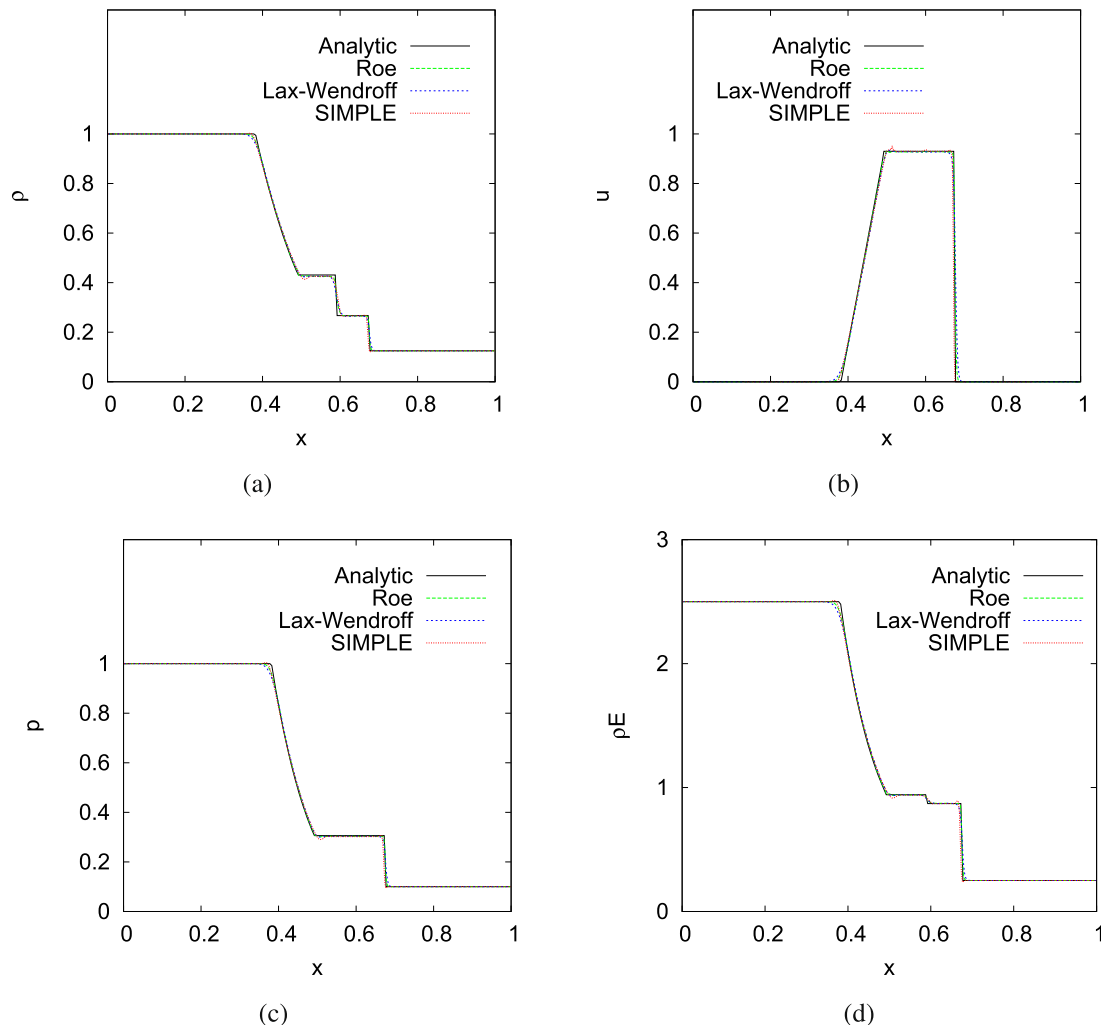 Analytic
Roe
Lax-Wendroff
SIMPLE
1
0.8
0.6
0.4
0.2
0
ρ
0 0.2 0.4 0.6 0.8 1
x
(a)
Analytic
Roe
Lax-Wendroff
SIMPLE
1
0.8
0.6
0.4
0.2
0
u
0 0.2 0.4 0.6 0.8 1
x
(b)
Analytic
Roe
Lax-Wendroff
SIMPLE
1
0.8
0.6
0.4
0.2
0
p
0 0.2 0.4 0.6 0.8 1
x
(c)
3
Analytic
Roe
Lax-Wendroff
SIMPLE
2
1
0
ρE
0 0.2 0.4 0.6 0.8 1
x
(d)